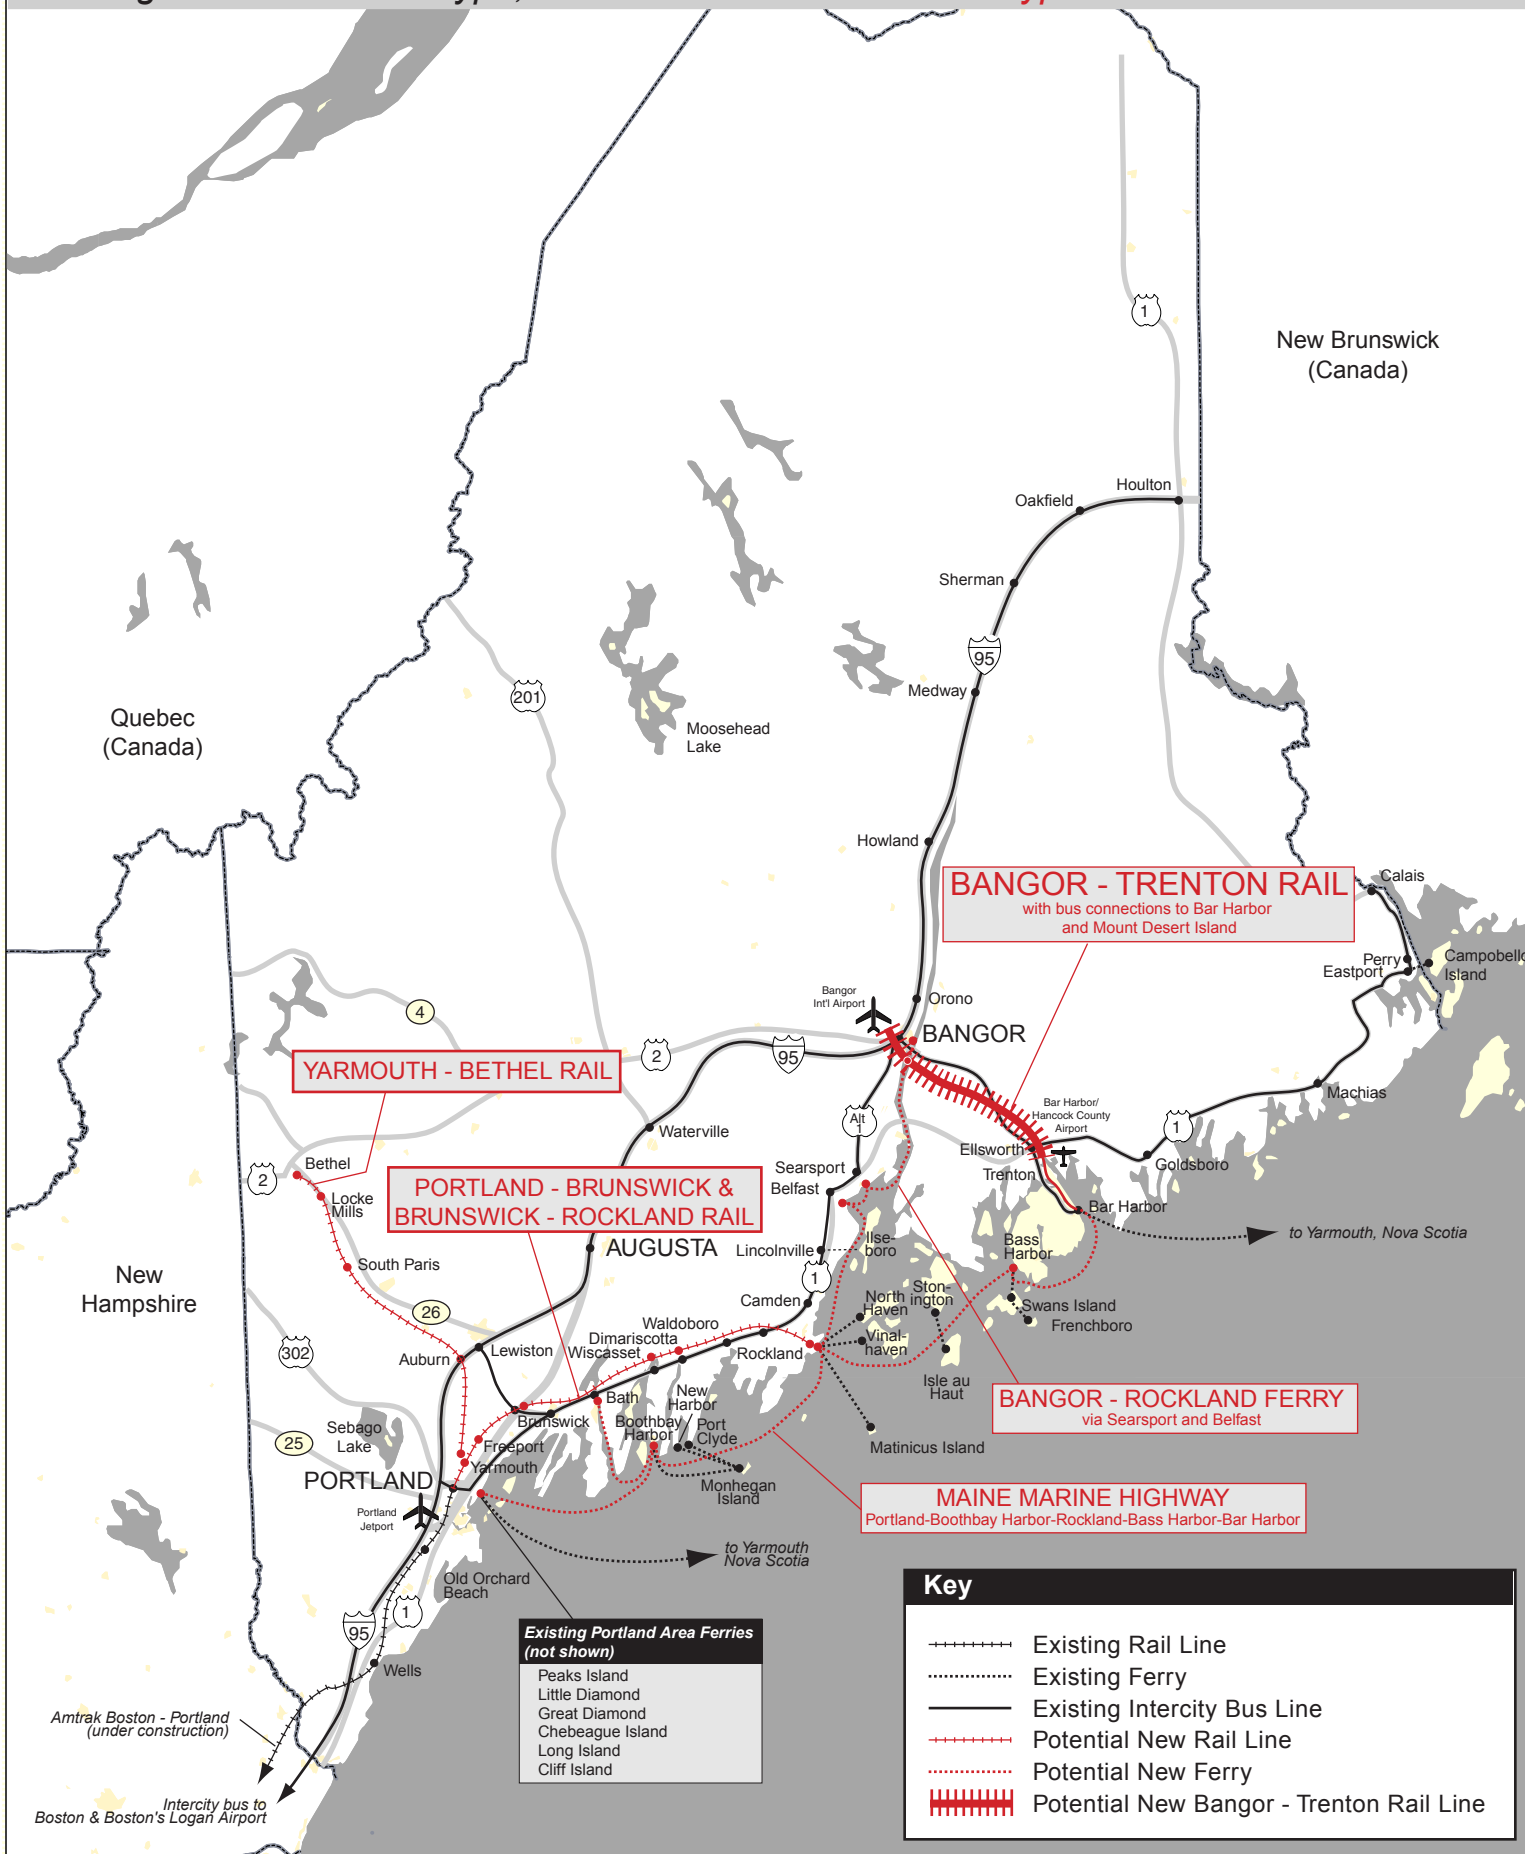 New Brunswick
(Canada)
1
Houlton
Oakfield
Sherman
95
Medway
201
Quebec
(Canada)
Moosehead
Lake
Howland
BANGOR - TRENTON RAIL
with bus connections to Bar Harbor
and Mount Desert Island
Calais
Perry
Eastport
Campobello
Island
Bangor
Int'l Airport
Orono
BANGOR
4
2
95
YARMOUTH - BETHEL RAIL
Machias
Bar Harbor/
Hancock County
Airport
Alt
1
1
Waterville
Ellsworth
Goldsboro
Trenton
Bethel
2
Searsport
Belfast
Locke
Mills
PORTLAND - BRUNSWICK &
BRUNSWICK - ROCKLAND RAIL
Bar Harbor
to Yarmouth, Nova Scotia
AUGUSTA
Lincolnville
Ilse-
boro
Bass
Harbor
South Paris
New
Hampshire
1
Camden
North
Haven
Ston-
ington
Swans Island
Frenchboro
26
Waldoboro
Dimariscotta
Wiscasset
Rockland
Vinal-
haven
302
Auburn
Lewiston
Isle au
Haut
Bath
New
Harbor
BANGOR - ROCKLAND FERRY
via Searsport and Belfast
Brunswick
Boothbay
Harbor
Port
Clyde
Sebago
Lake
25
Freeport
Yarmouth
Matinicus Island
PORTLAND
Monhegan
Island
MAINE MARINE HIGHWAY
Portland-Boothbay Harbor-Rockland-Bass Harbor-Bar Harbor
Portland
Jetport
to Yarmouth
Nova Scotia
Old Orchard
Beach
1
95
Wells
Existing Portland Area Ferries
(not shown)
Peaks Island
Little Diamond
Great Diamond
Chebeague Island
Long Island
Cliff Island
Amtrak Boston - Portland
(under construction)
Intercity bus to
Boston & Boston's Logan Airport
Key
Existing Rail Line
Existing Ferry
Existing Intercity Bus Line
Potential New Rail Line
Potential New Ferry
Potential New Bangor - Trenton Rail Line